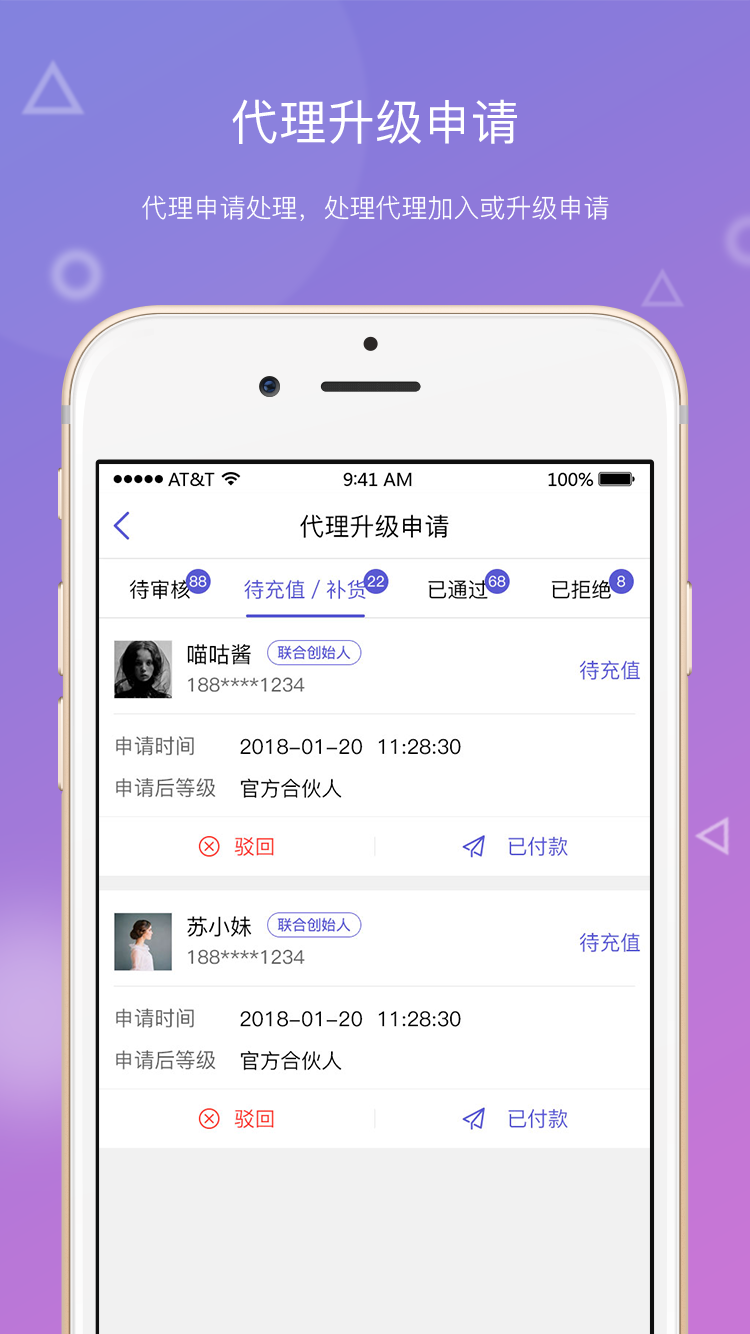 代理升级申请
代理申请处理，处理代理加入或升级申请
AT&T 9:41 AM 100%
代理升级申请
待审核 88 待充值 / 补货 22 已通过 68 已拒绝 8
喵咕酱 联合创始人
188****1234
待充值
申请时间 2018-01-20 11:28:30
申请后等级 官方合伙人
驳回 已付款
苏小妹 联合创始人
188****1234
待充值
申请时间 2018-01-20 11:28:30
申请后等级 官方合伙人
驳回 已付款